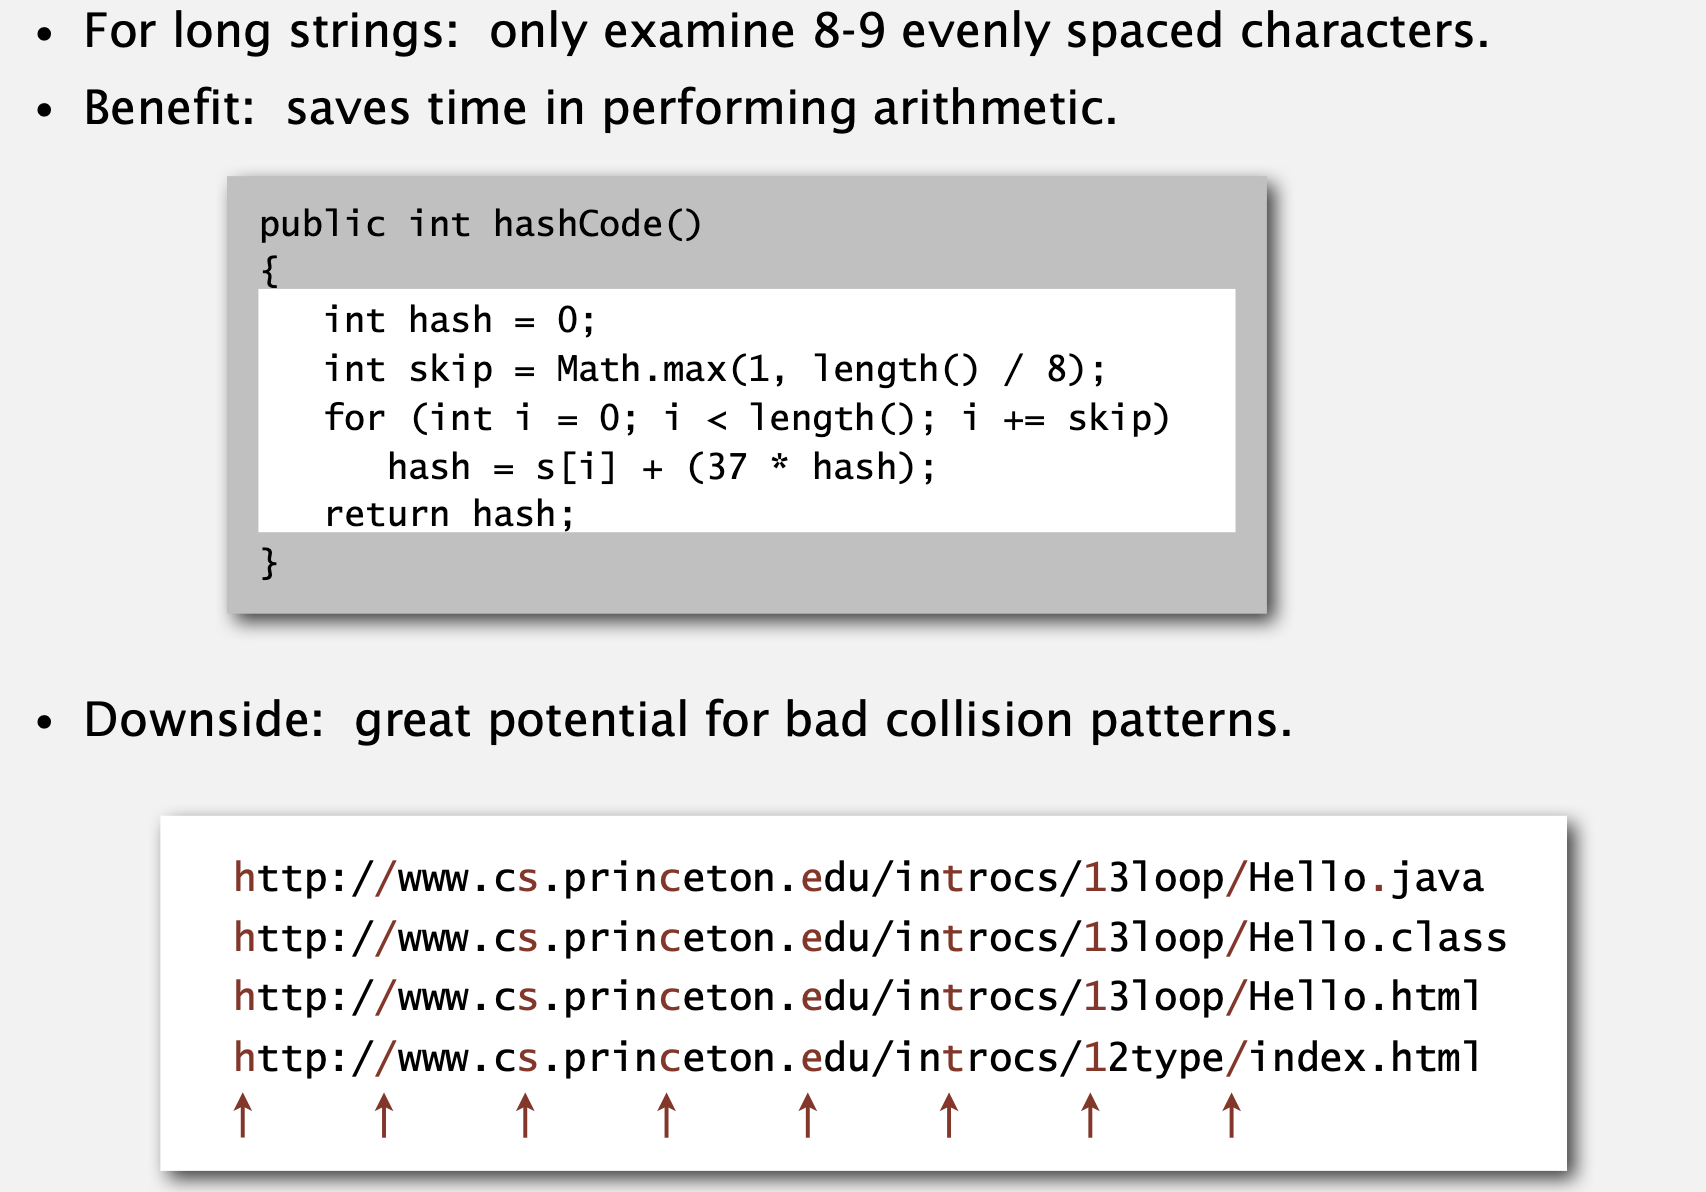 • For long strings: only examine 8-9 evenly spaced characters.
• Benefit: saves time in performing arithmetic.
public int hashCode()
{
   int hash = 0;
   int skip = Math.max(1, length() / 8);
   for (int i = 0; i < length(); i += skip)
      hash = s[i] + (37 * hash);
   return hash;
}
• Downside: great potential for bad collision patterns.
http://www.cs.princeton.edu/introcs/13loop/Hello.java
http://www.cs.princeton.edu/introcs/13loop/Hello.class
http://www.cs.princeton.edu/introcs/13loop/Hello.html
http://www.cs.princeton.edu/introcs/12type/index.html